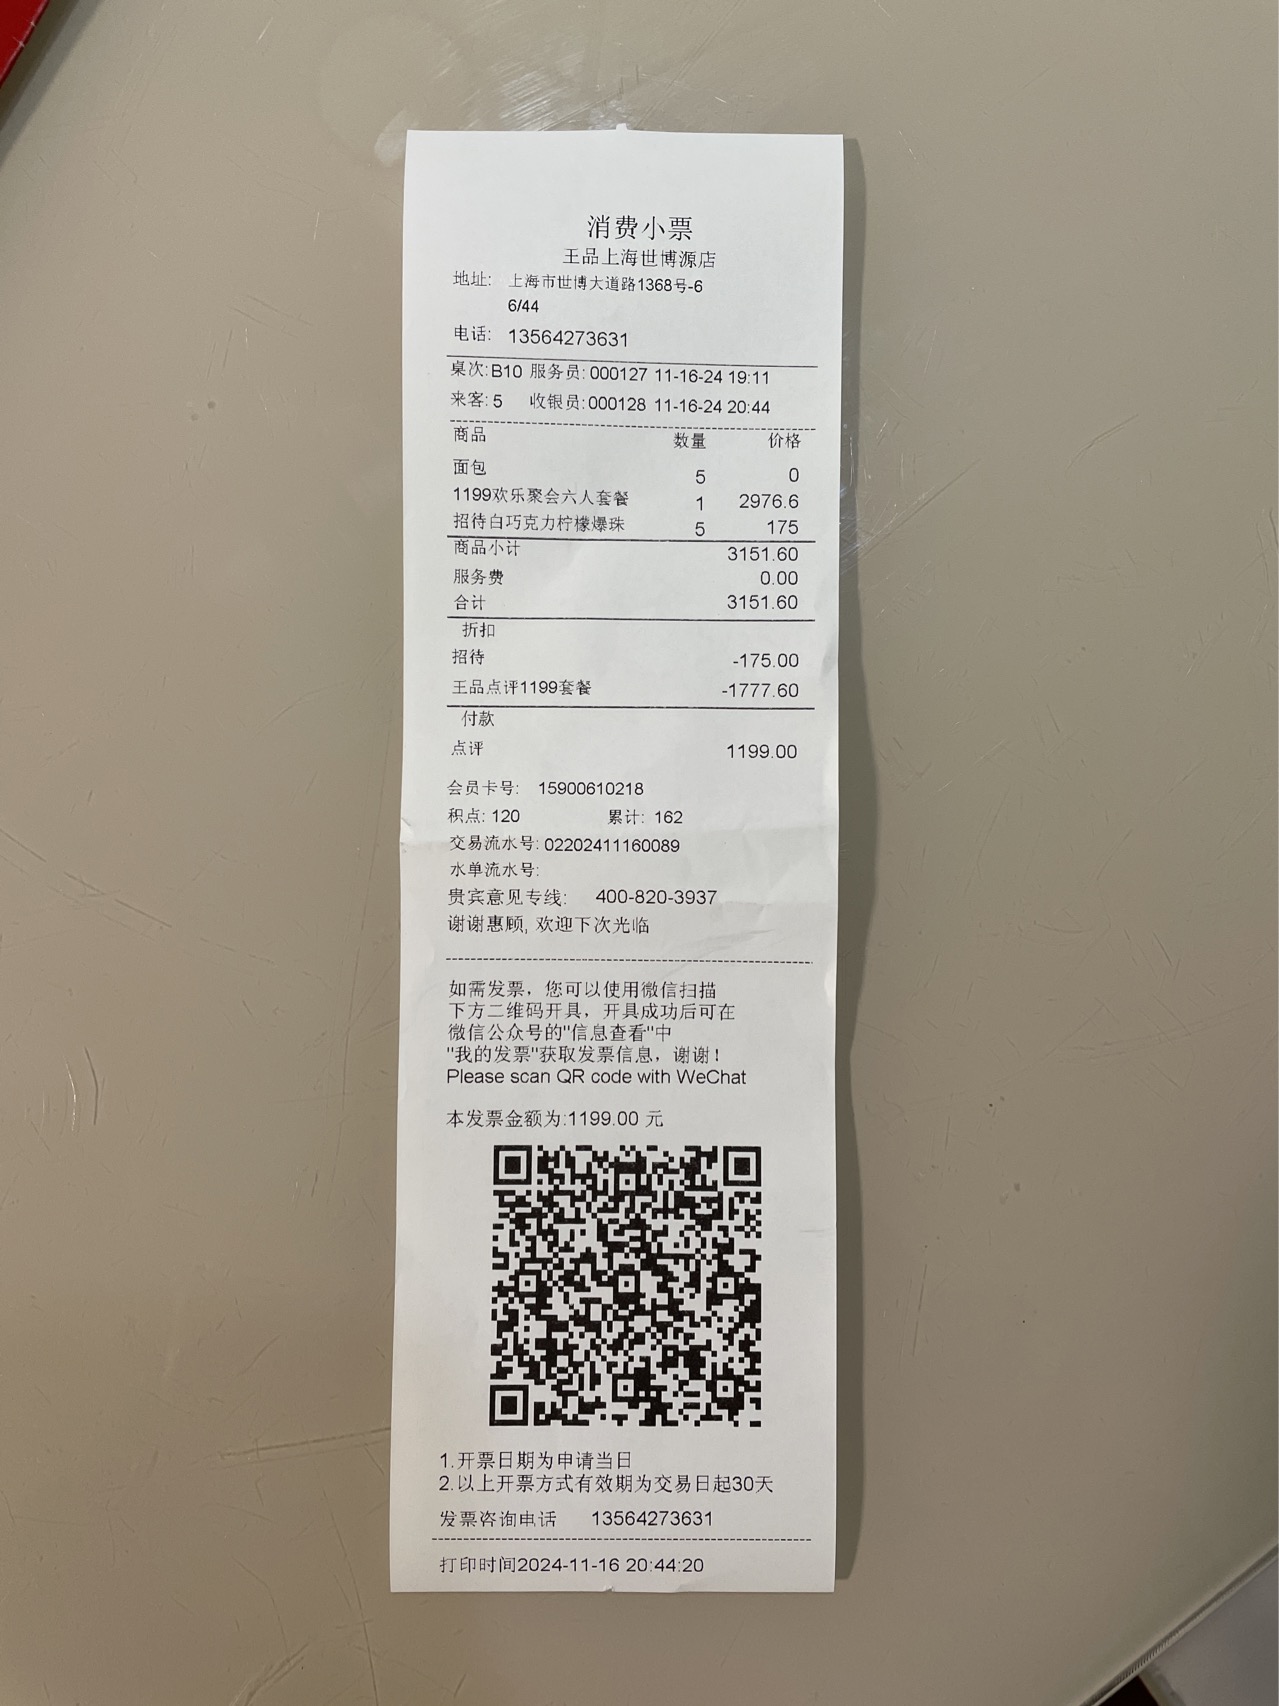 消费小票
王品上海世博源店
地址: 上海市世博大道路1368号-6
6/44
电话: 13564273631
桌次:B10 服务员:000127 11-16-24 19:11
来客:5 收银员:000128 11-16-24 20:44
商品 数量 价格
面包 5 0
1199欢乐聚会六人套餐 1 2976.6
招待白巧克力柠檬爆珠 5 175
商品小计 3151.60
服务费 0.00
合计 3151.60
折扣
招待 -175.00
王品点评1199套餐 -1777.60
付款
点评 1199.00
会员卡号: 15900610218
积点: 120 累计: 162
交易流水号: 02202411160089
水单流水号:
贵宾意见专线: 400-820-3937
谢谢惠顾, 欢迎下次光临
如需发票，您可以使用微信扫描
下方二维码开具，开具成功后可在
微信公众号的"信息查看"中
"我的发票"获取发票信息，谢谢！
Please scan QR code with WeChat
本发票金额为:1199.00 元
1.开票日期为申请当日
2.以上开票方式有效期为交易日起30天
发票咨询电话 13564273631
打印时间2024-11-16 20:44:20